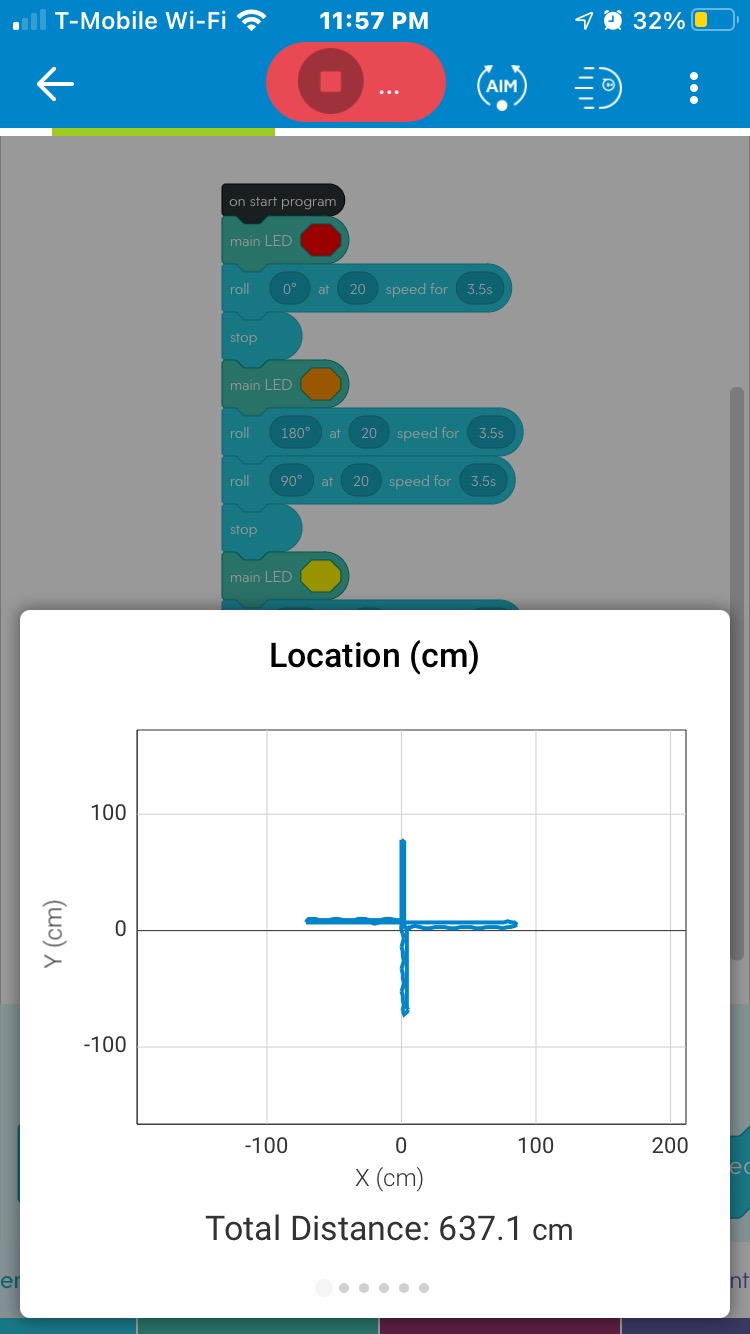 T-Mobile Wi-Fi 11:57 PM 32%
... AIM
on start program
main LED
roll 0° at 20 speed for 3.5s
stop
main LED
roll 180° at 20 speed for 3.5s
roll 90° at 20 speed for 3.5s
stop
main LED
Location (cm)
100
0
-100
Y (cm)
-100 0 100 200
X (cm)
Total Distance: 637.1 cm